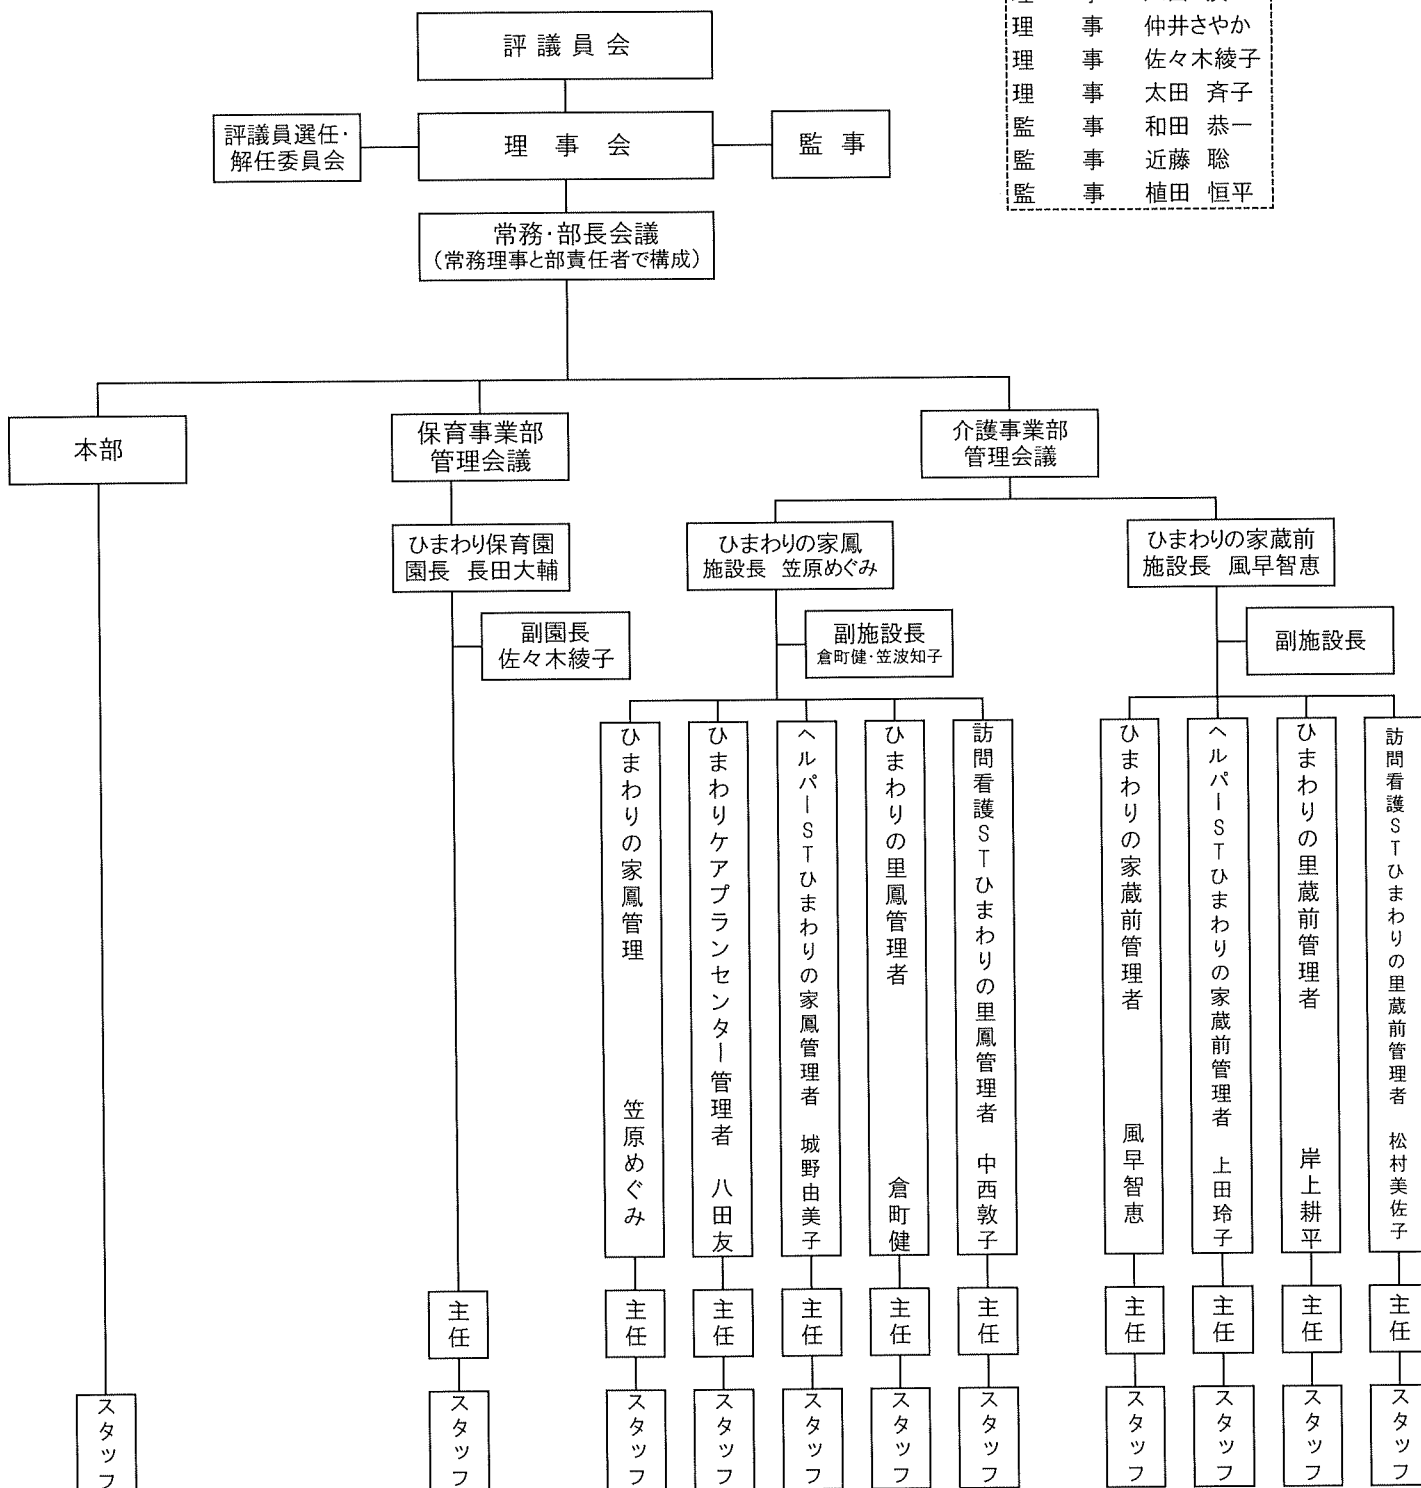 理 事 仲井さやか
理 事 佐々木綾子
理 事 太田 斉子
監 事 和田 恭一
監 事 近藤 聡
監 事 植田 恒平
評 議 員 会
評議員選任・
解任委員会
理 事 会
監 事
常務・部長会議
（常務理事と部責任者で構成）
本部
保育事業部
管理会議
介護事業部
管理会議
ひまわり保育園
園長 長田大輔
ひまわりの家鳳
施設長 笠原めぐみ
ひまわりの家蔵前
施設長 風早智恵
副園長
佐々木綾子
副施設長
倉町健・笠波知子
副施設長
ひまわりの家鳳管理 笠原めぐみ
ひまわりケアプランセンター管理者 八田友
ヘルパーSTひまわりの家鳳管理者 城野由美子
ひまわりの里鳳管理者 倉町健
訪問看護STひまわりの里鳳管理者 中西敦子
ひまわりの家蔵前管理者 風早智恵
ヘルパーSTひまわりの家蔵前管理者 上田玲子
ひまわりの里蔵前管理者 岸上耕平
訪問看護STひまわりの里蔵前管理者 松村美佐子
主任
主任
主任
主任
主任
主任
主任
主任
主任
主任
スタッフ
スタッフ
スタッフ
スタッフ
スタッフ
スタッフ
スタッフ
スタッフ
スタッフ
スタッフ
スタッフ